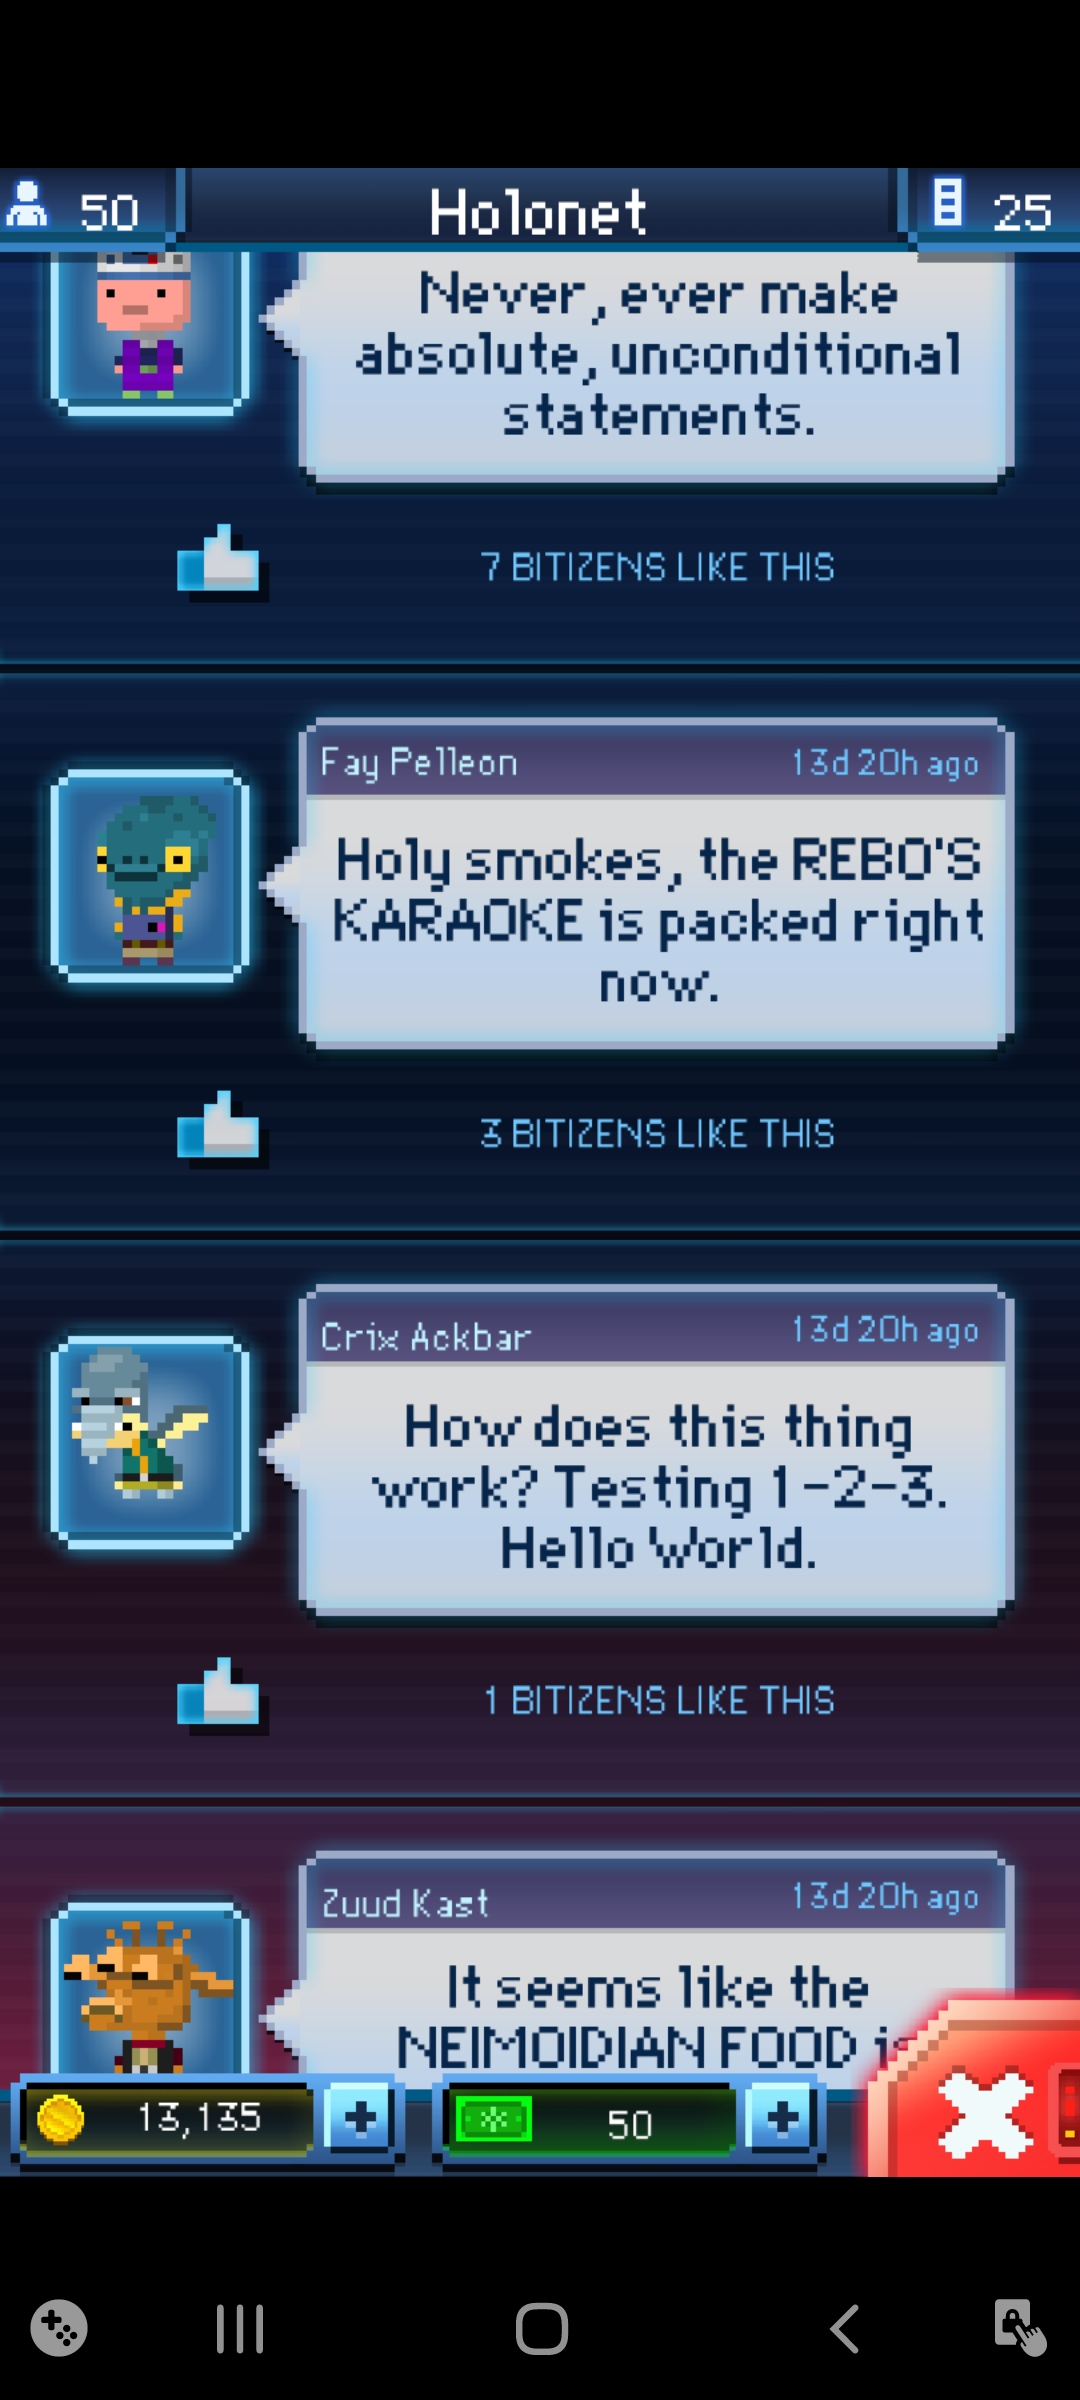 50
Holonet
25
Never, ever make
absolute, unconditional
statements.
7 BITIZENS LIKE THIS
Fay Pelleon
13d 20h ago
Holy smokes, the REBO'S
KARAOKE is packed right
now.
3 BITIZENS LIKE THIS
Crix Ackbar
13d 20h ago
How does this thing
work? Testing 1-2-3.
Hello World.
1 BITIZENS LIKE THIS
Zuud Kast
13d 20h ago
It seems like the
NEIMOIDIAN FOOD is
13,135
50